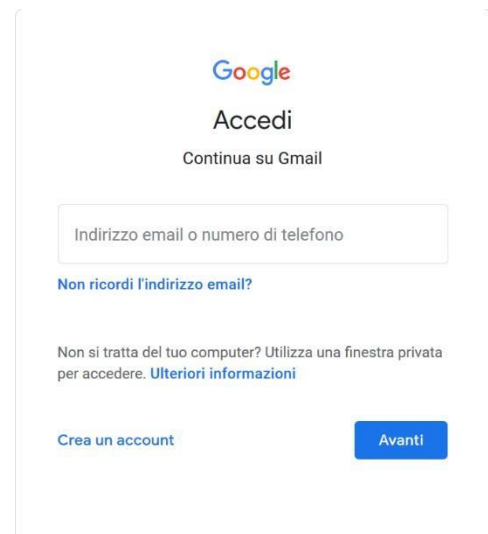 Google
Accedi
Continua su Gmail
Indirizzo email o numero di telefono
Non ricordi l'indirizzo email?
Non si tratta del tuo computer? Utilizza una finestra privata
per accedere. Ulteriori informazioni
Crea un account
Avanti